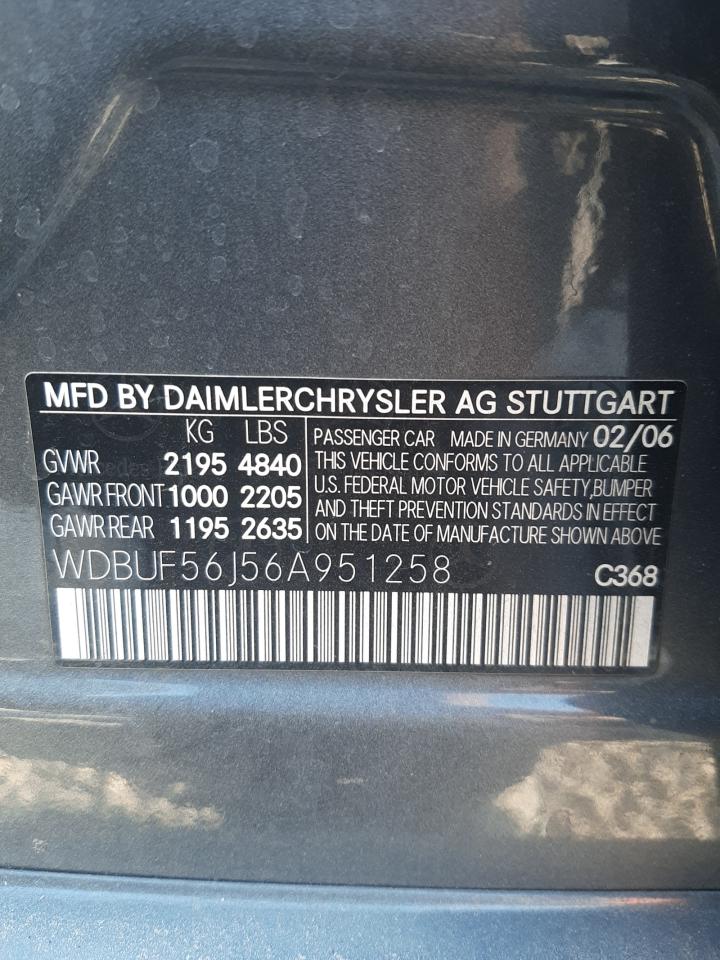 MFD BY DAIMLERCHRYSLER AG STUTTGART
KG LBS
GVWR 2195 4840
GAWR FRONT 1000 2205
GAWR REAR 1195 2635
PASSENGER CAR MADE IN GERMANY 02/06
THIS VEHICLE CONFORMS TO ALL APPLICABLE
U.S. FEDERAL MOTOR VEHICLE SAFETY,BUMPER
AND THEFT PREVENTION STANDARDS IN EFFECT
ON THE DATE OF MANUFACTURE SHOWN ABOVE
WDBUF56J56A951258 C368